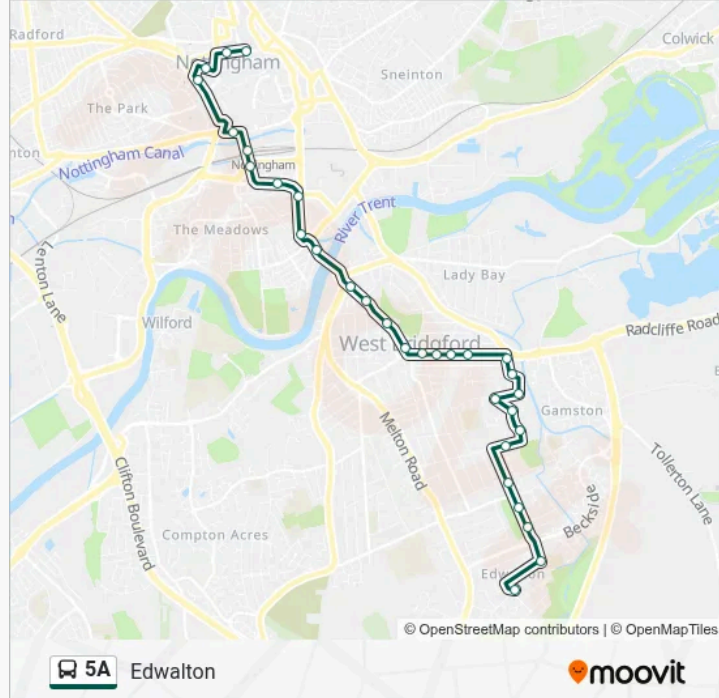 Radford
Colwick
Nottingham
Sneinton
The Park
nton
Nottingham Canal
Nottingham
River Trent
The Meadows
Lenton Lane
Lady Bay
Wilford
Radcliffe Road
West Bridgford
Gamston
Melton Road
Tollerton Lane
Clifton Boulevard
Beckside
Compton Acres
Edwalton
© OpenStreetMap contributors | © OpenMapTiles
5A Edwalton
moovit